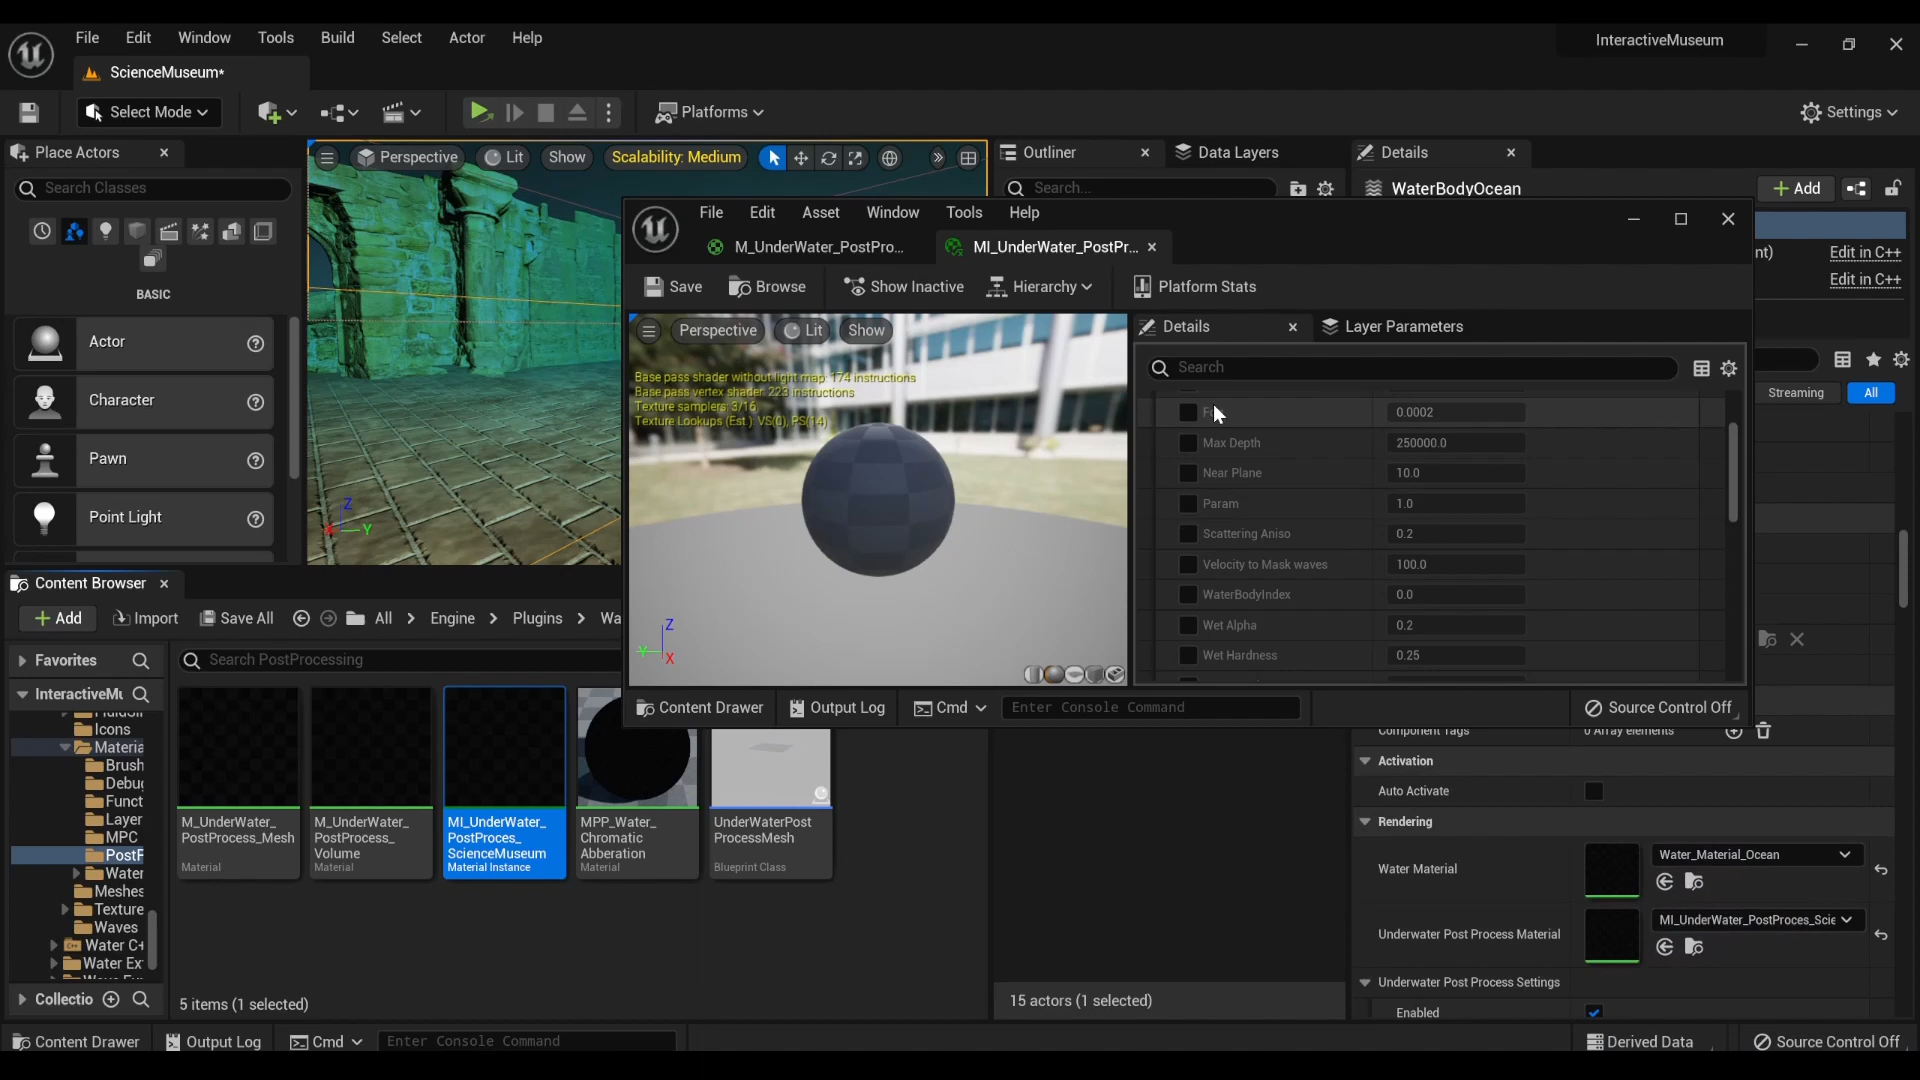 File Edit Window Tools Build Select Actor Help
InteractiveMuseum
ScienceMuseum*
Select Mode
Platforms
Settings
Place Actors
Search Classes
BASIC
Actor
Character
Pawn
Point Light
Perspective Lit Show Scalability: Medium
Z
X
Y
Outliner
Data Layers
Search...
Details
WaterBodyOcean
Add
nt) Edit in C++
Edit in C++
Streaming All
File Edit Asset Window Tools Help
M_UnderWater_PostPro...
MI_UnderWater_PostPr...
Save Browse Show Inactive Hierarchy Platform Stats
Perspective Lit Show
Base pass shader without light map: 174 instructions
Base pass vertex shader: 223 instructions
Texture samplers: 3/16
Texture Lookups (Est.): VS(0), PS(14)
Z
Y
X
Details
Layer Parameters
Search
0.0002
Max Depth 250000.0
Near Plane 10.0
Param 1.0
Scattering Aniso 0.2
Velocity to Mask waves 100.0
WaterBodyIndex 0.0
Wet Alpha 0.2
Wet Hardness 0.25
Content Drawer Output Log Cmd Enter Console Command
Source Control Off
Content Browser
Add Import Save All All Engine Plugins Wa
Favorites
InteractiveMu
Icons
Materia
Brush
Debug
Funct
Layer
MPC
PostF
Water
Meshes
Texture
Waves
Water C+
Water Ex
Collectio
Search PostProcessing
M_UnderWater_
PostProcess_Mesh
Material
M_UnderWater_
PostProcess_
Volume
Material
MI_UnderWater_
PostProces_
ScienceMuseum
Material Instance
MPP_Water_
Chromatic
Abberation
Material
UnderWaterPost
ProcessMesh
Blueprint Class
5 items (1 selected)
15 actors (1 selected)
Component Tags 0 Array elements
Activation
Auto Activate
Rendering
Water Material
Water_Material_Ocean
Underwater Post Process Material
MI_UnderWater_PostProces_Scie
Underwater Post Process Settings
Enabled
Content Drawer Output Log Cmd Enter Console Command
Derived Data
Source Control Off